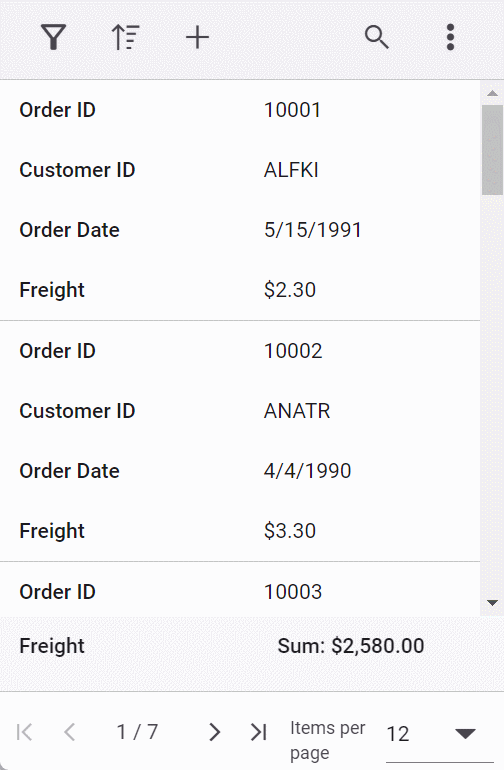 Order ID 10001
Customer ID ALFKI
Order Date 5/15/1991
Freight $2.30
Order ID 10002
Customer ID ANATR
Order Date 4/4/1990
Freight $3.30
Order ID 10003
Freight Sum: $2,580.00
1 / 7 Items per page 12